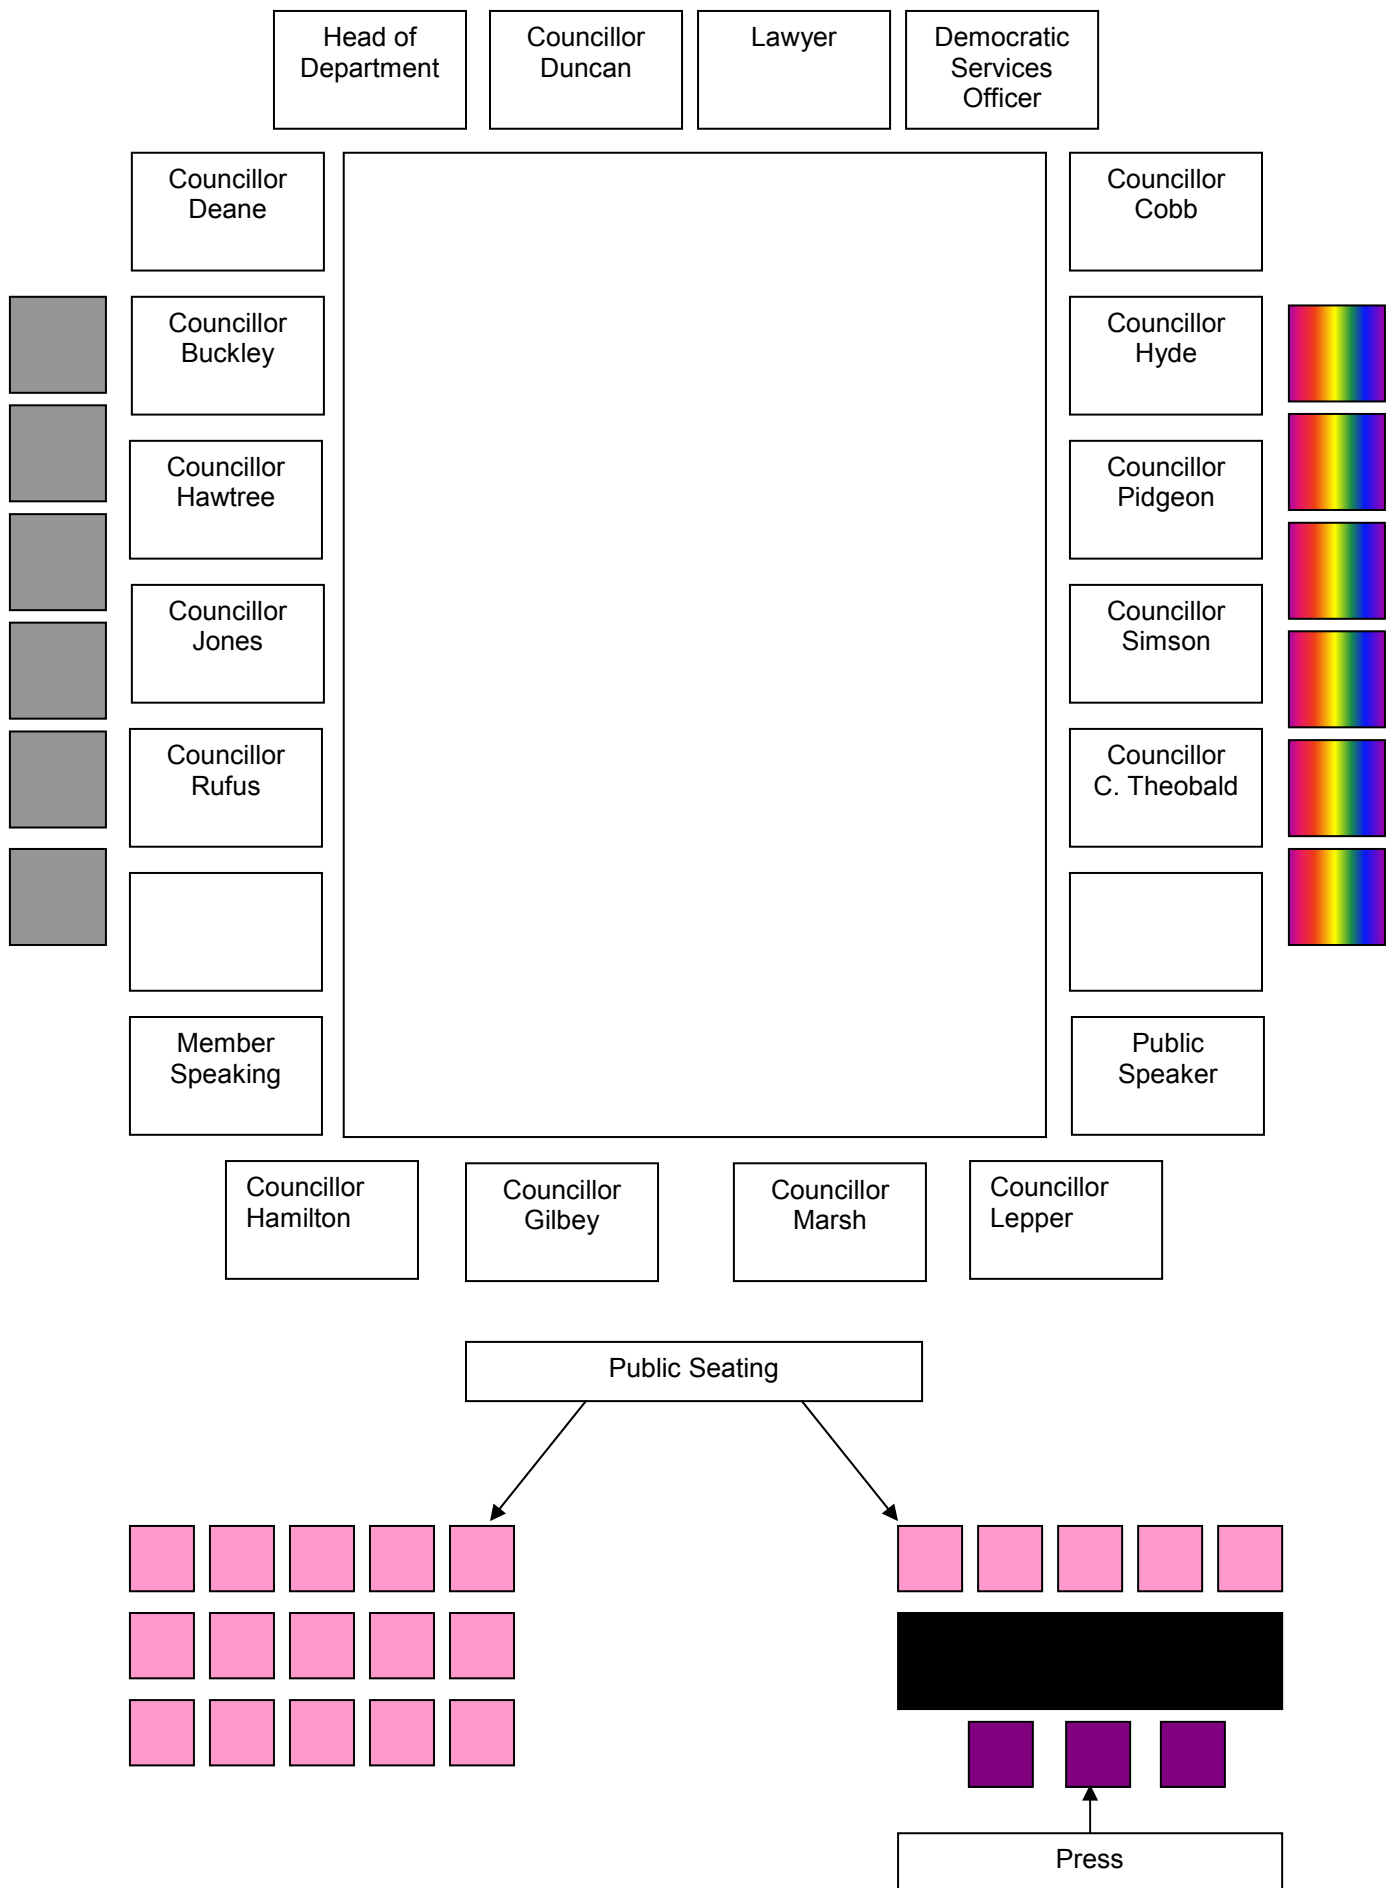 Head of
Department
Councillor
Duncan
Lawyer
Democratic
Services
Officer
Councillor
Deane
Councillor
Cobb
Councillor
Buckley
Councillor
Hyde
Councillor
Hawtree
Councillor
Pidgeon
Councillor
Jones
Councillor
Simson
Councillor
Rufus
Councillor
C. Theobald
Member
Speaking
Public
Speaker
Councillor
Hamilton
Councillor
Gilbey
Councillor
Marsh
Councillor
Lepper
Public Seating
Press